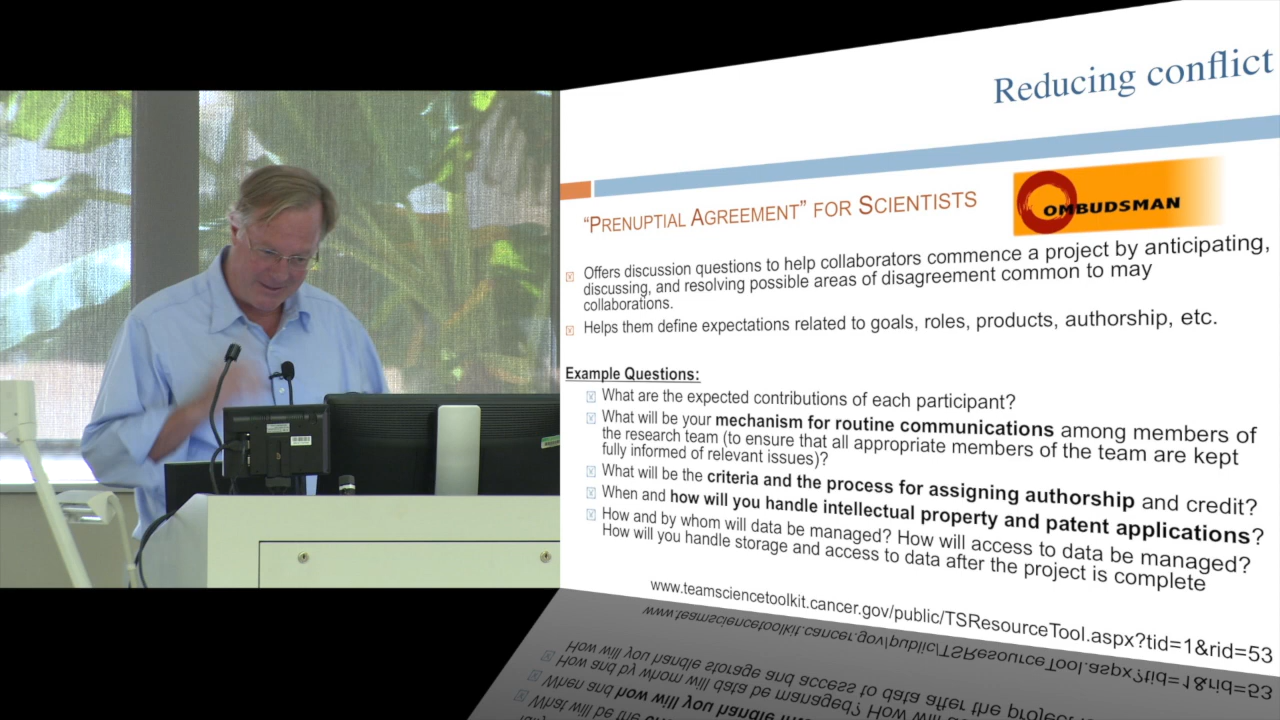 Reducing conflict
“PRENUPTIAL AGREEMENT” FOR SCIENTISTS
OMBUDSMAN
Offers discussion questions to help collaborators commence a project by anticipating,
discussing, and resolving possible areas of disagreement common to may
collaborations.
Helps them define expectations related to goals, roles, products, authorship, etc.
Example Questions:
What are the expected contributions of each participant?
What will be your mechanism for routine communications among members of
the research team (to ensure that all appropriate members of the team are kept
fully informed of relevant issues)?
What will be the criteria and the process for assigning authorship and credit?
When and how will you handle intellectual property and patent applications?
How and by whom will data be managed? How will access to data be managed?
How will you handle storage and access to data after the project is complete
www.teamsciencetoolkit.cancer.gov/public/TSResourceTool.aspx?tid=1&rid=53